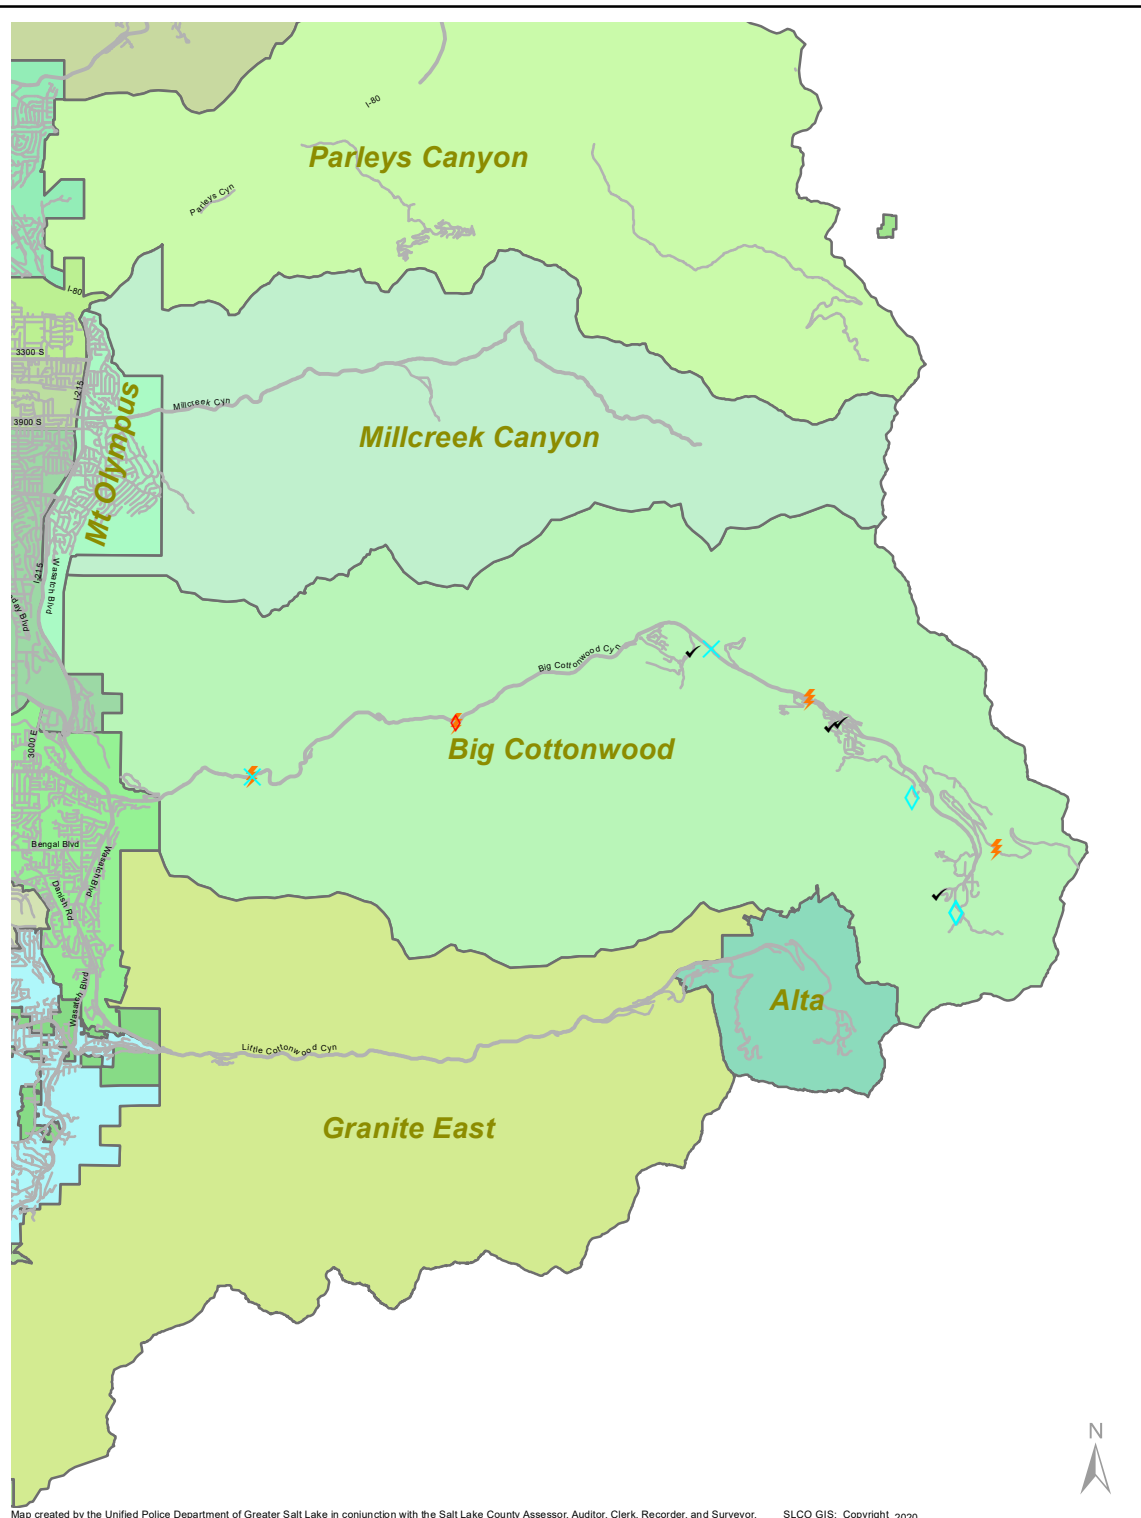 I-80
Parleys Canyon
Parleys Cyn
I-80
3300 S
I-215
Millcreek Cyn
3900 S
Mt Olympus
Millcreek Canyon
I-215
Wasatch Blvd
day Blvd
Big Cottonwood Cyn
3000 E
Big Cottonwood
Bengal Blvd
Wasatch Blvd
Danish Rd
Wasatch Blvd
Alta
Little Cottonwood Cyn
Granite East
N
Map created by the Unified Police Department of Greater Salt Lake in conjunction with the Salt Lake County Assessor, Auditor, Clerk, Recorder, and Surveyor. SLCO GIS: Copyright 2020